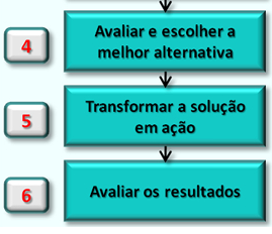 4
Avaliar e escolher a
melhor alternativa
5
Transformar a solução
em ação
6
Avaliar os resultados